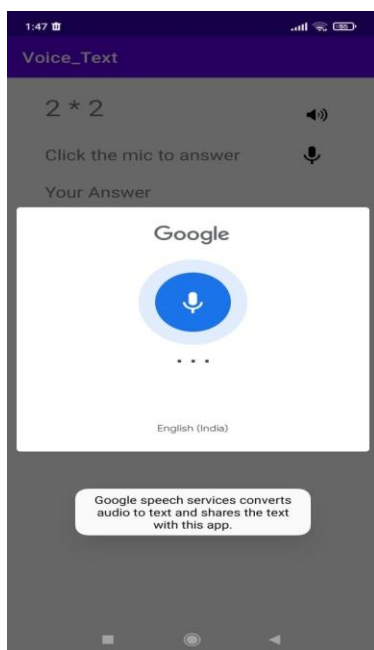 1:47
55
Voice_Text
2 * 2
Click the mic to answer
Your Answer
Google
English (India)
Google speech services converts
audio to text and shares the text
with this app.